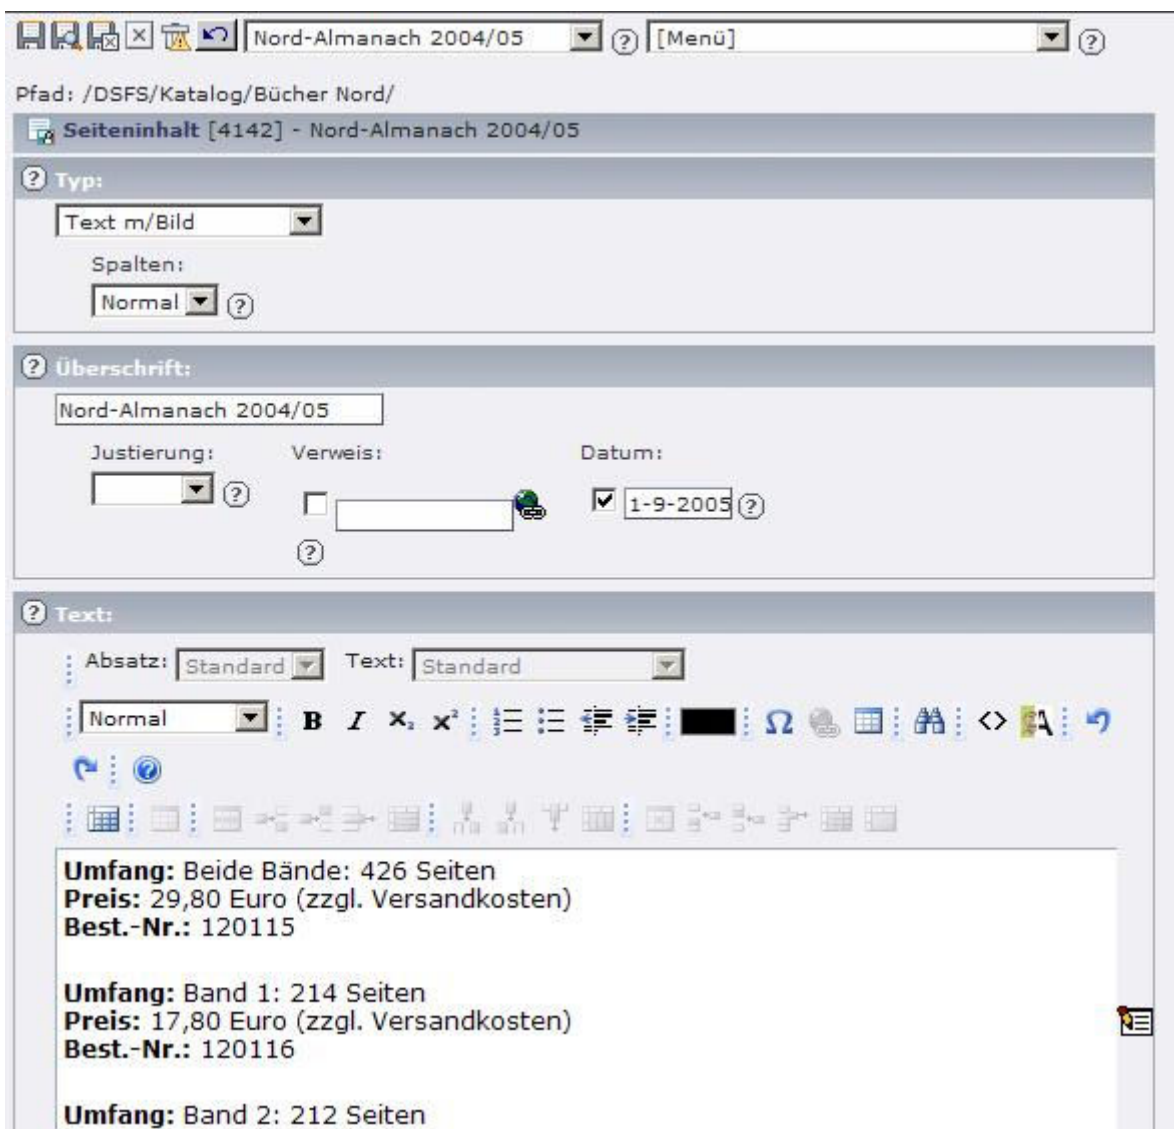 Nord-Almanach 2004/05 [Menü]
Pfad: /DSFS/Katalog/Bücher Nord/
Seiteninhalt [4142] - Nord-Almanach 2004/05
Typ:
Text m/Bild
Spalten:
Normal
Überschrift:
Nord-Almanach 2004/05
Justierung: Verweis: Datum:
1-9-2005
Text:
Absatz: Standard Text: Standard
Normal B I x₂ x² Ω <>
Umfang: Beide Bände: 426 Seiten
Preis: 29,80 Euro (zzgl. Versandkosten)
Best.-Nr.: 120115
Umfang: Band 1: 214 Seiten
Preis: 17,80 Euro (zzgl. Versandkosten)
Best.-Nr.: 120116
Umfang: Band 2: 212 Seiten